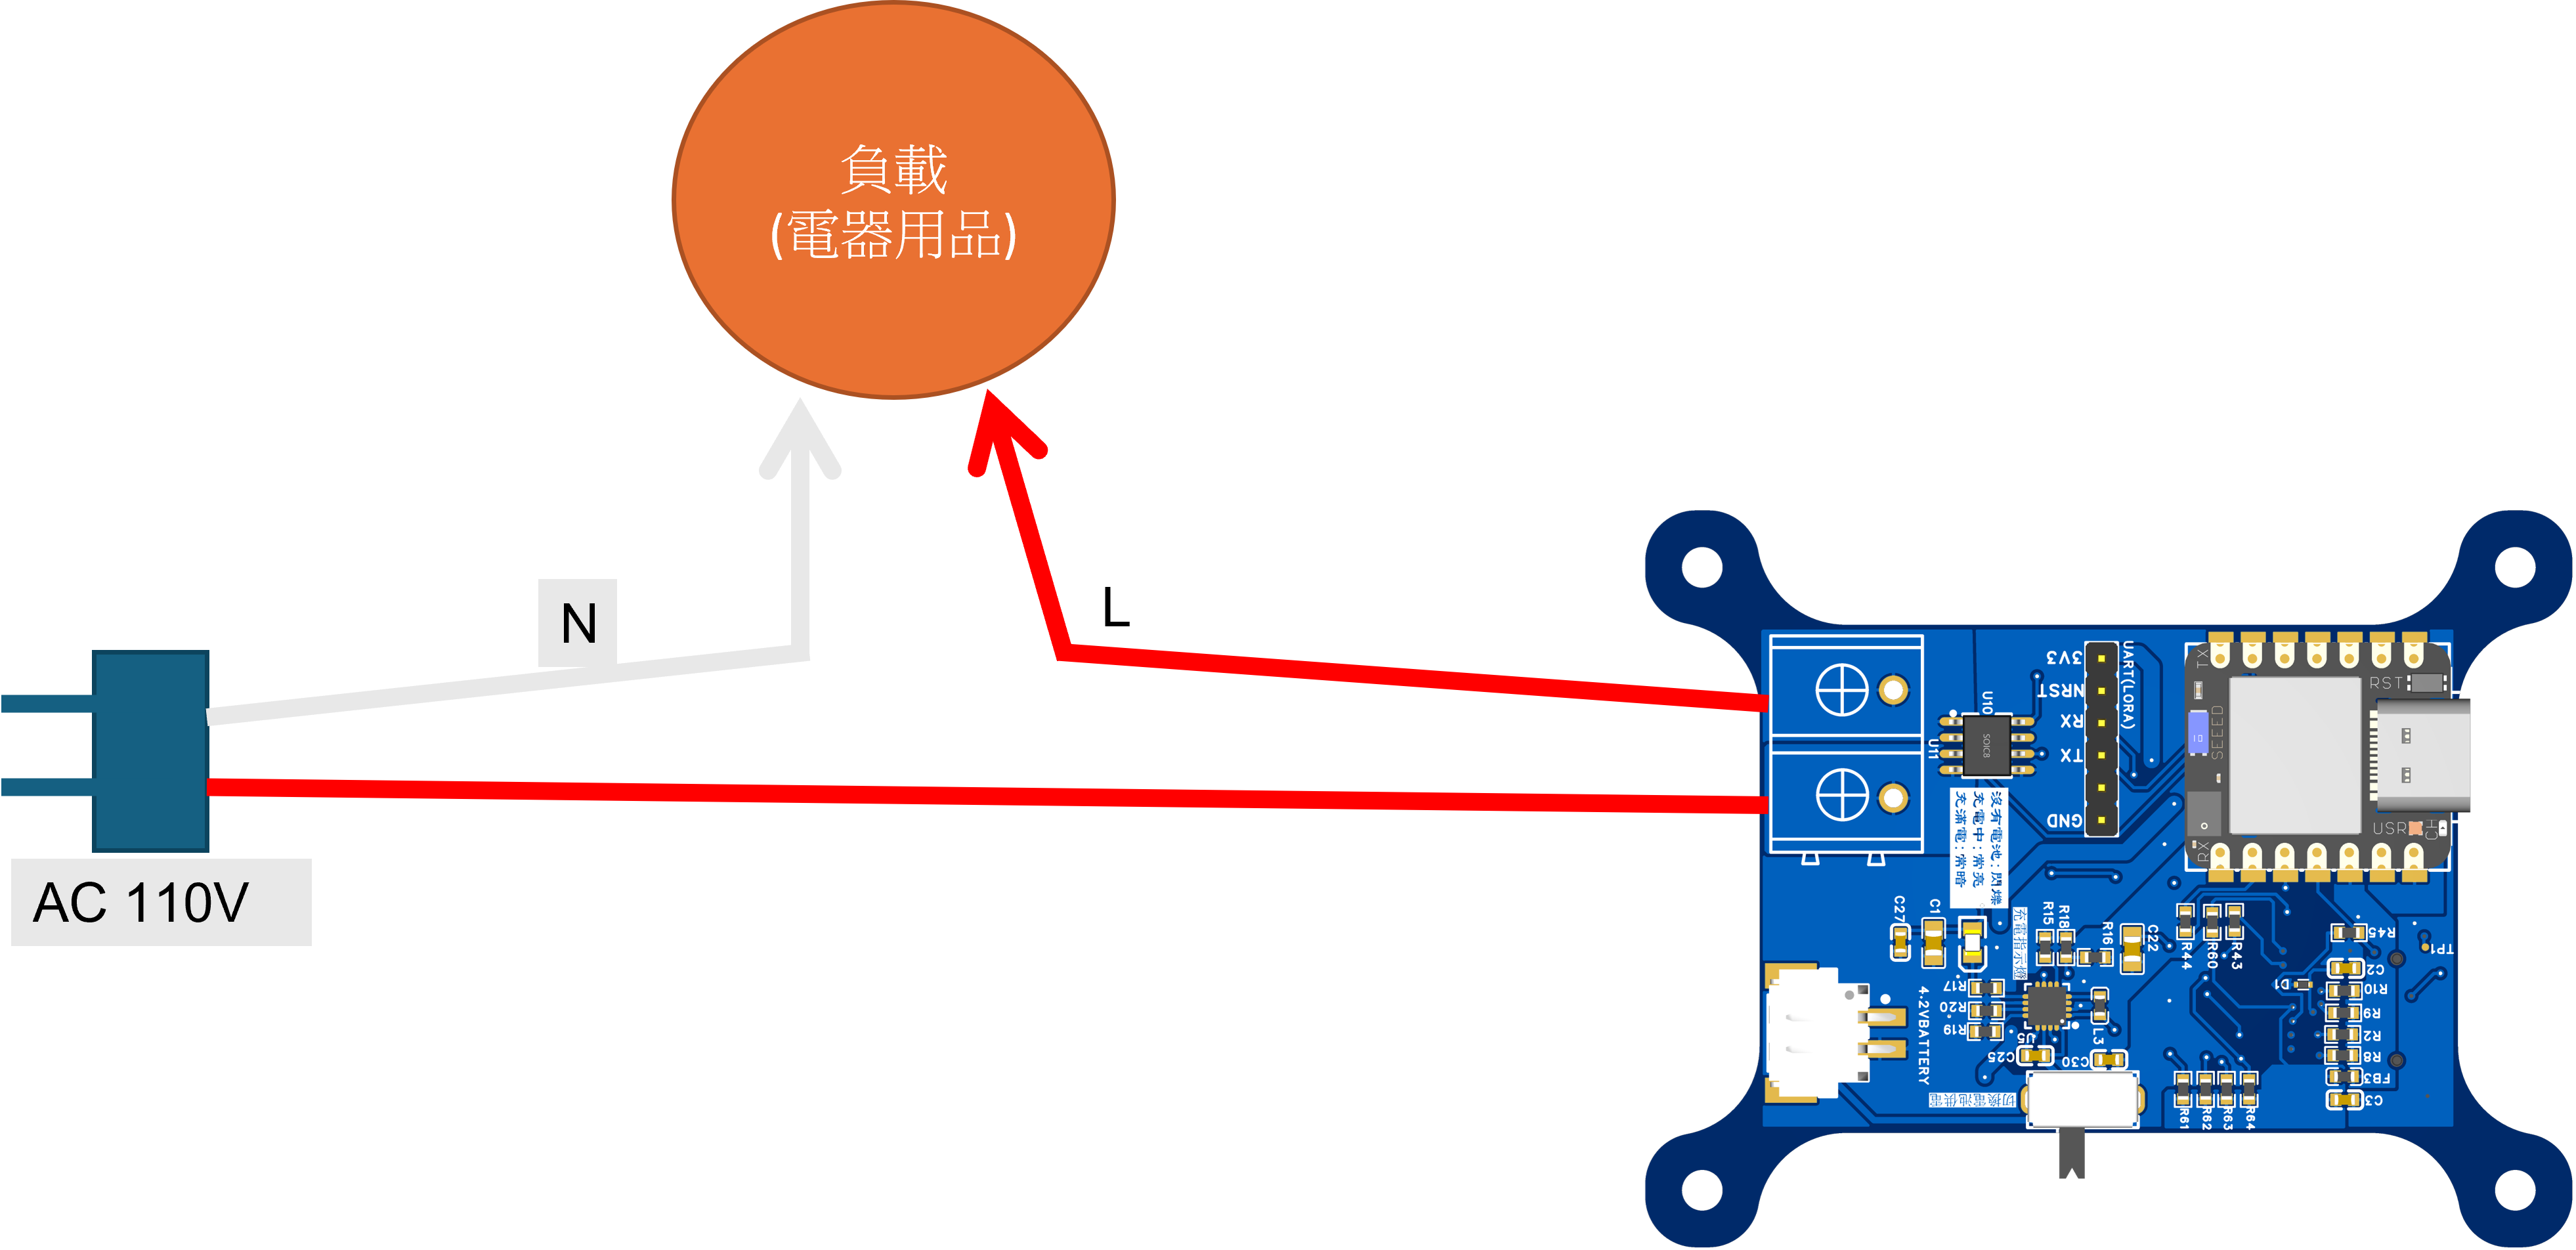 負載
(電器用品)
N
L
AC 110V
UART(LORA)
3V3
NRST
RX
TX
GND
U10
U11
SOIC8
TX
RST
SEEED
USR
CH
RX
沒有電池:閃爍
充電中:常亮
充滿電:常暗
充電指示燈
C27
C1
R15
R18
R16
C22
R44
R60
R43
R45
TP1
C2
D1
R10
R9
R2
R8
FB3
C3
R17
R20
R19
4.2VBATTERY
U5
L3
C25
C30
切換電池供電
R61
R62
R63
R64